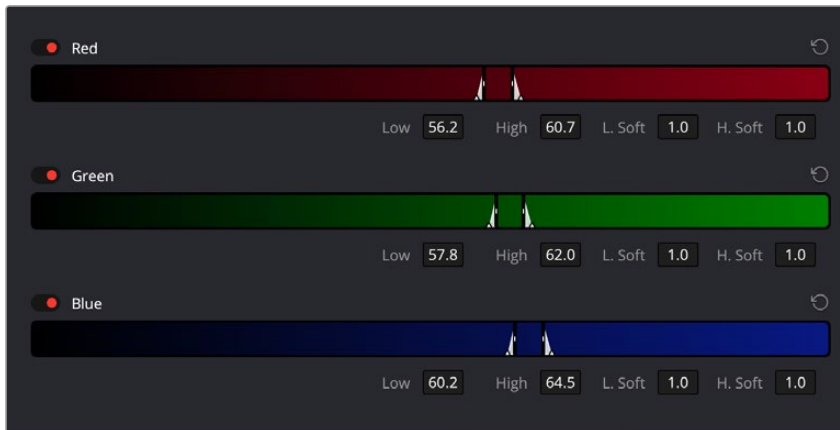 Red
Low 56.2 High 60.7 L. Soft 1.0 H. Soft 1.0
Green
Low 57.8 High 62.0 L. Soft 1.0 H. Soft 1.0
Blue
Low 60.2 High 64.5 L. Soft 1.0 H. Soft 1.0